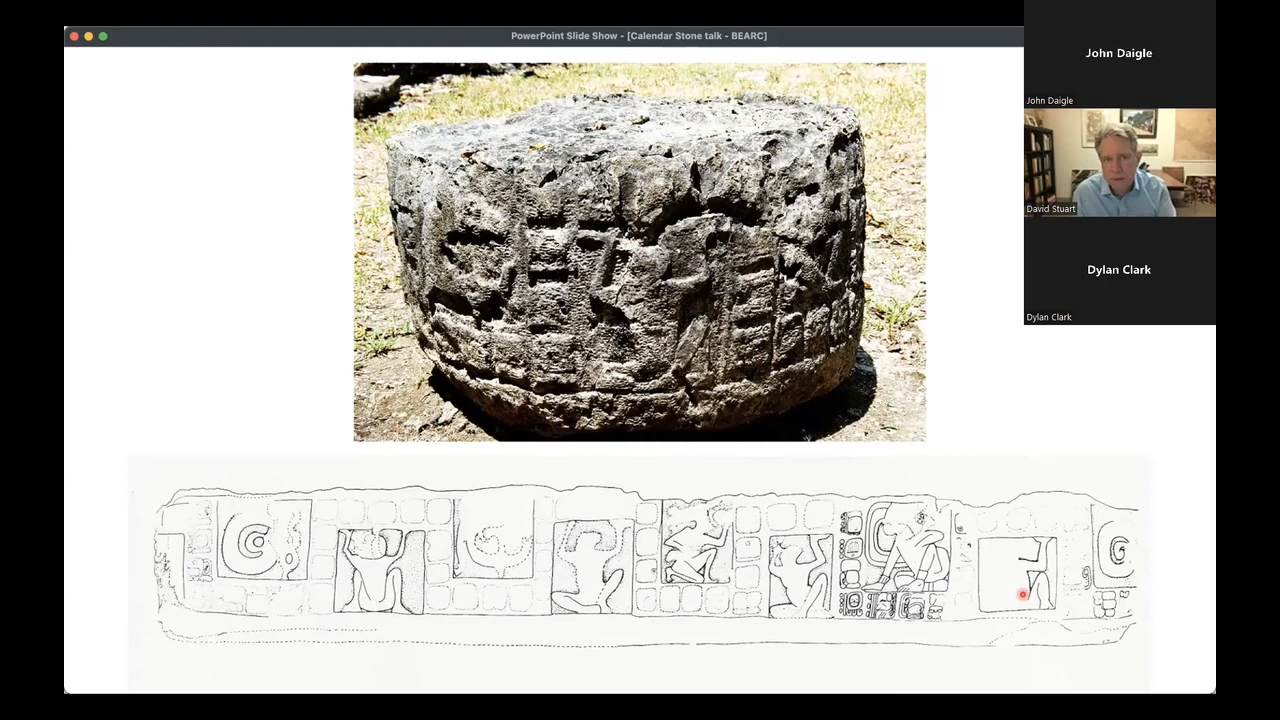 PowerPoint Slide Show - [Calendar Stone talk - BEARC]
John Daigle
John Daigle
David Stuart
Dylan Clark
Dylan Clark